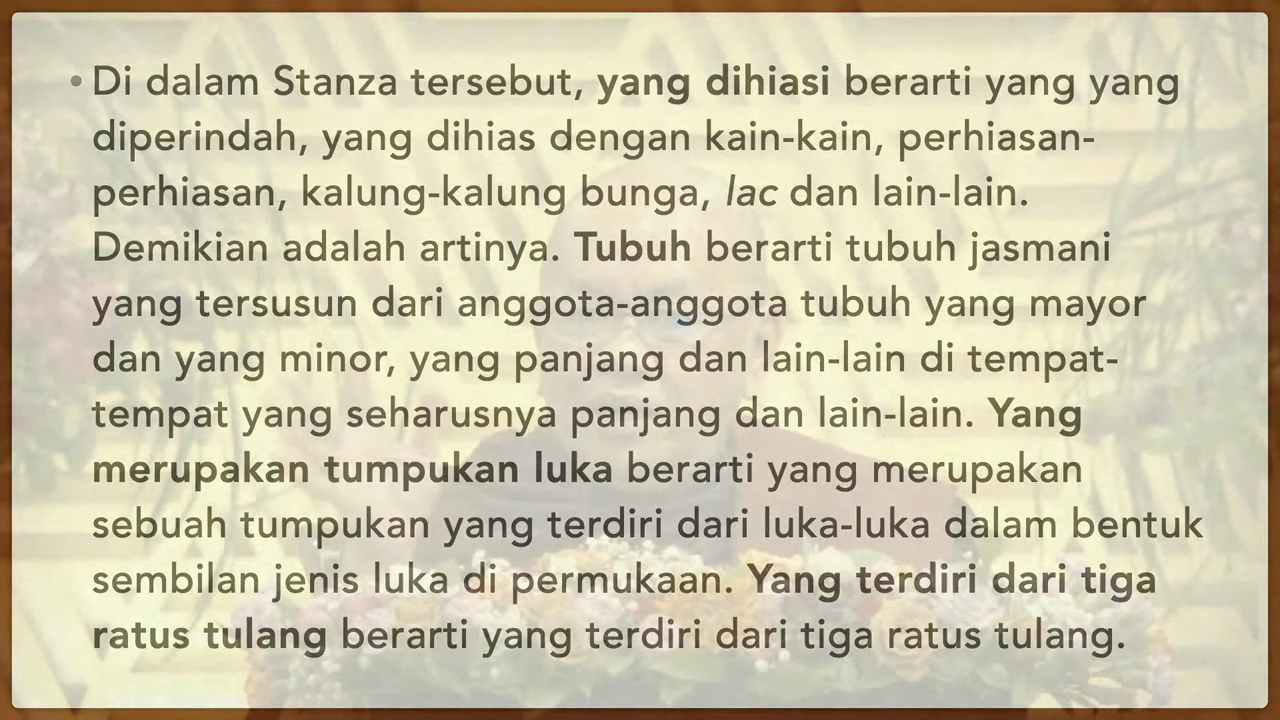 • Di dalam Stanza tersebut, yang dihiasi berarti yang yang
diperindah, yang dihias dengan kain-kain, perhiasan-
perhiasan, kalung-kalung bunga, lac dan lain-lain.
Demikian adalah artinya. Tubuh berarti tubuh jasmani
yang tersusun dari anggota-anggota tubuh yang mayor
dan yang minor, yang panjang dan lain-lain di tempat-
tempat yang seharusnya panjang dan lain-lain. Yang
merupakan tumpukan luka berarti yang merupakan
sebuah tumpukan yang terdiri dari luka-luka dalam bentuk
sembilan jenis luka di permukaan. Yang terdiri dari tiga
ratus tulang berarti yang terdiri dari tiga ratus tulang.